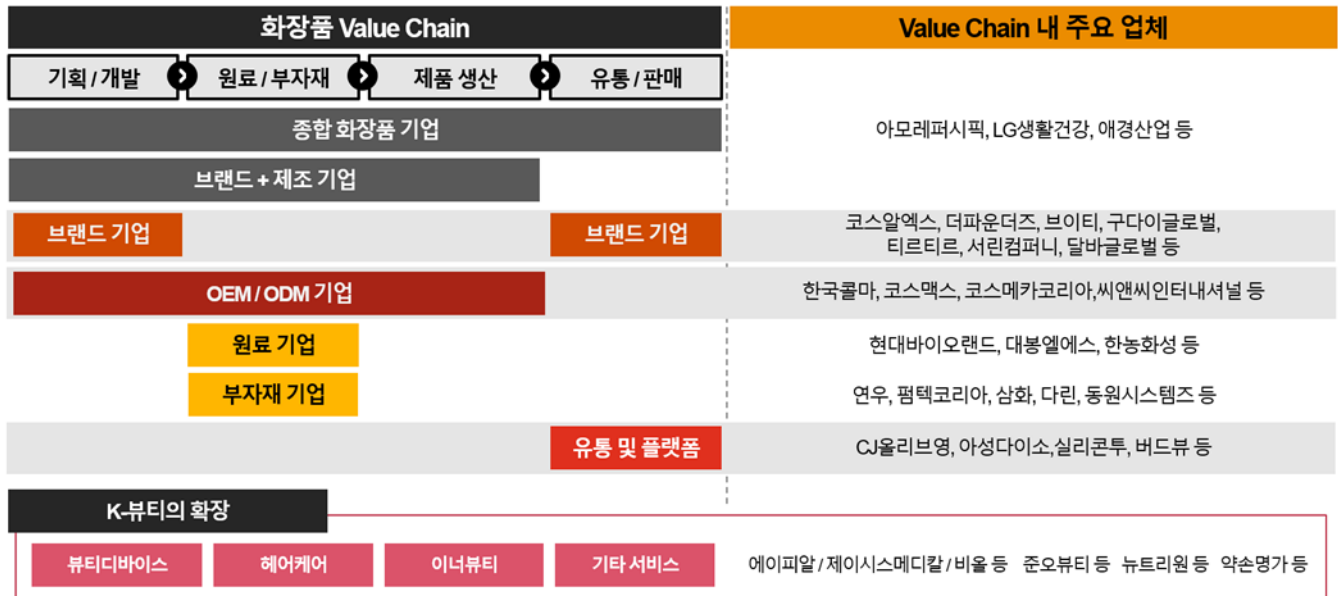 화장품 Value Chain
Value Chain 내 주요 업체
기획 / 개발
원료 / 부자재
제품 생산
유통 / 판매
종합 화장품 기업
아모레퍼시픽, LG생활건강, 애경산업 등
브랜드 + 제조 기업
브랜드 기업
브랜드 기업
코스알엑스, 더파운더즈, 브이티, 구다이글로벌,
티르티르, 서린컴퍼니, 달바글로벌 등
OEM / ODM 기업
한국콜마, 코스맥스, 코스메카코리아,씨앤씨인터내셔널 등
원료 기업
현대바이오랜드, 대봉엘에스, 한농화성 등
부자재 기업
연우, 펌텍코리아, 삼화, 다린, 동원시스템즈 등
유통 및 플랫폼
CJ올리브영, 아성다이소,실리콘투, 버드뷰 등
K-뷰티의 확장
뷰티디바이스
헤어케어
이너뷰티
기타 서비스
에이피알 / 제이시스메디칼 / 비올 등 준오뷰티 등 뉴트리원 등 약손명가 등